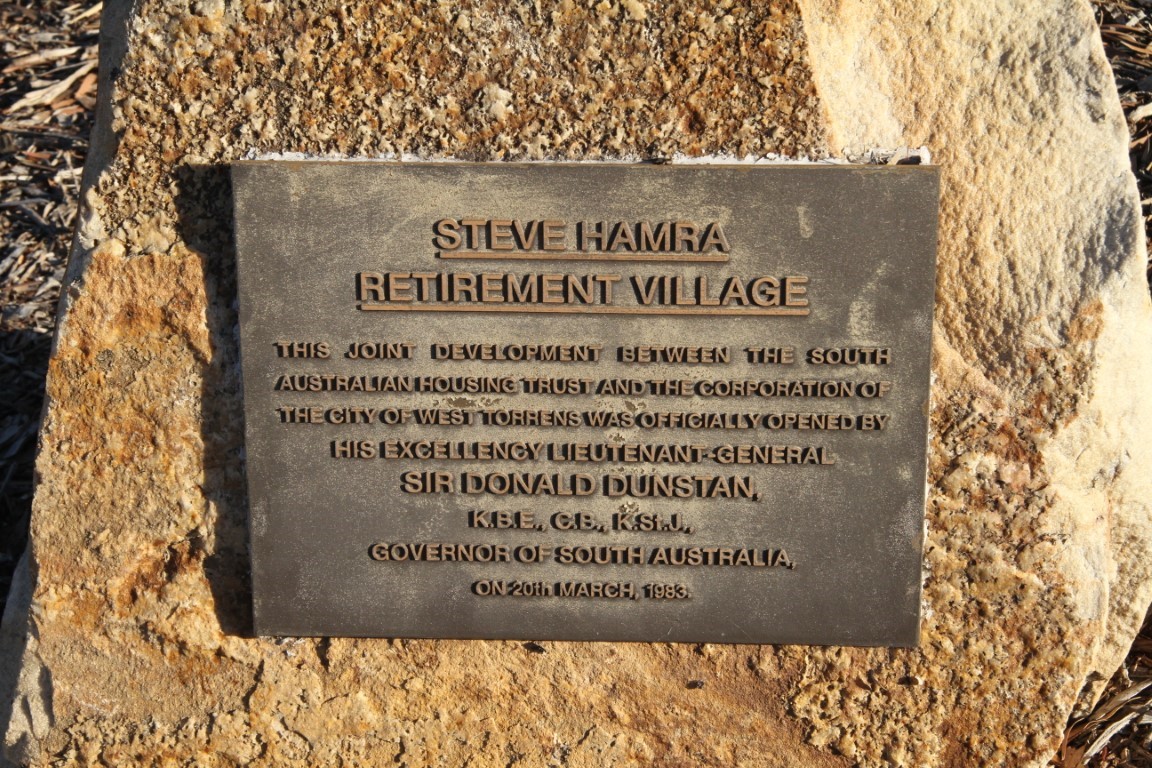 STEVE HAMRA
RETIREMENT VILLAGE
THIS JOINT DEVELOPMENT BETWEEN THE SOUTH
AUSTRALIAN HOUSING TRUST AND THE CORPORATION OF
THE CITY OF WEST TORRENS WAS OFFICIALLY OPENED BY
HIS EXCELLENCY LIEUTENANT-GENERAL
SIR DONALD DUNSTAN,
K.B.E., C.B., K.St.J.,
GOVERNOR OF SOUTH AUSTRALIA,
ON 20th MARCH, 1983.